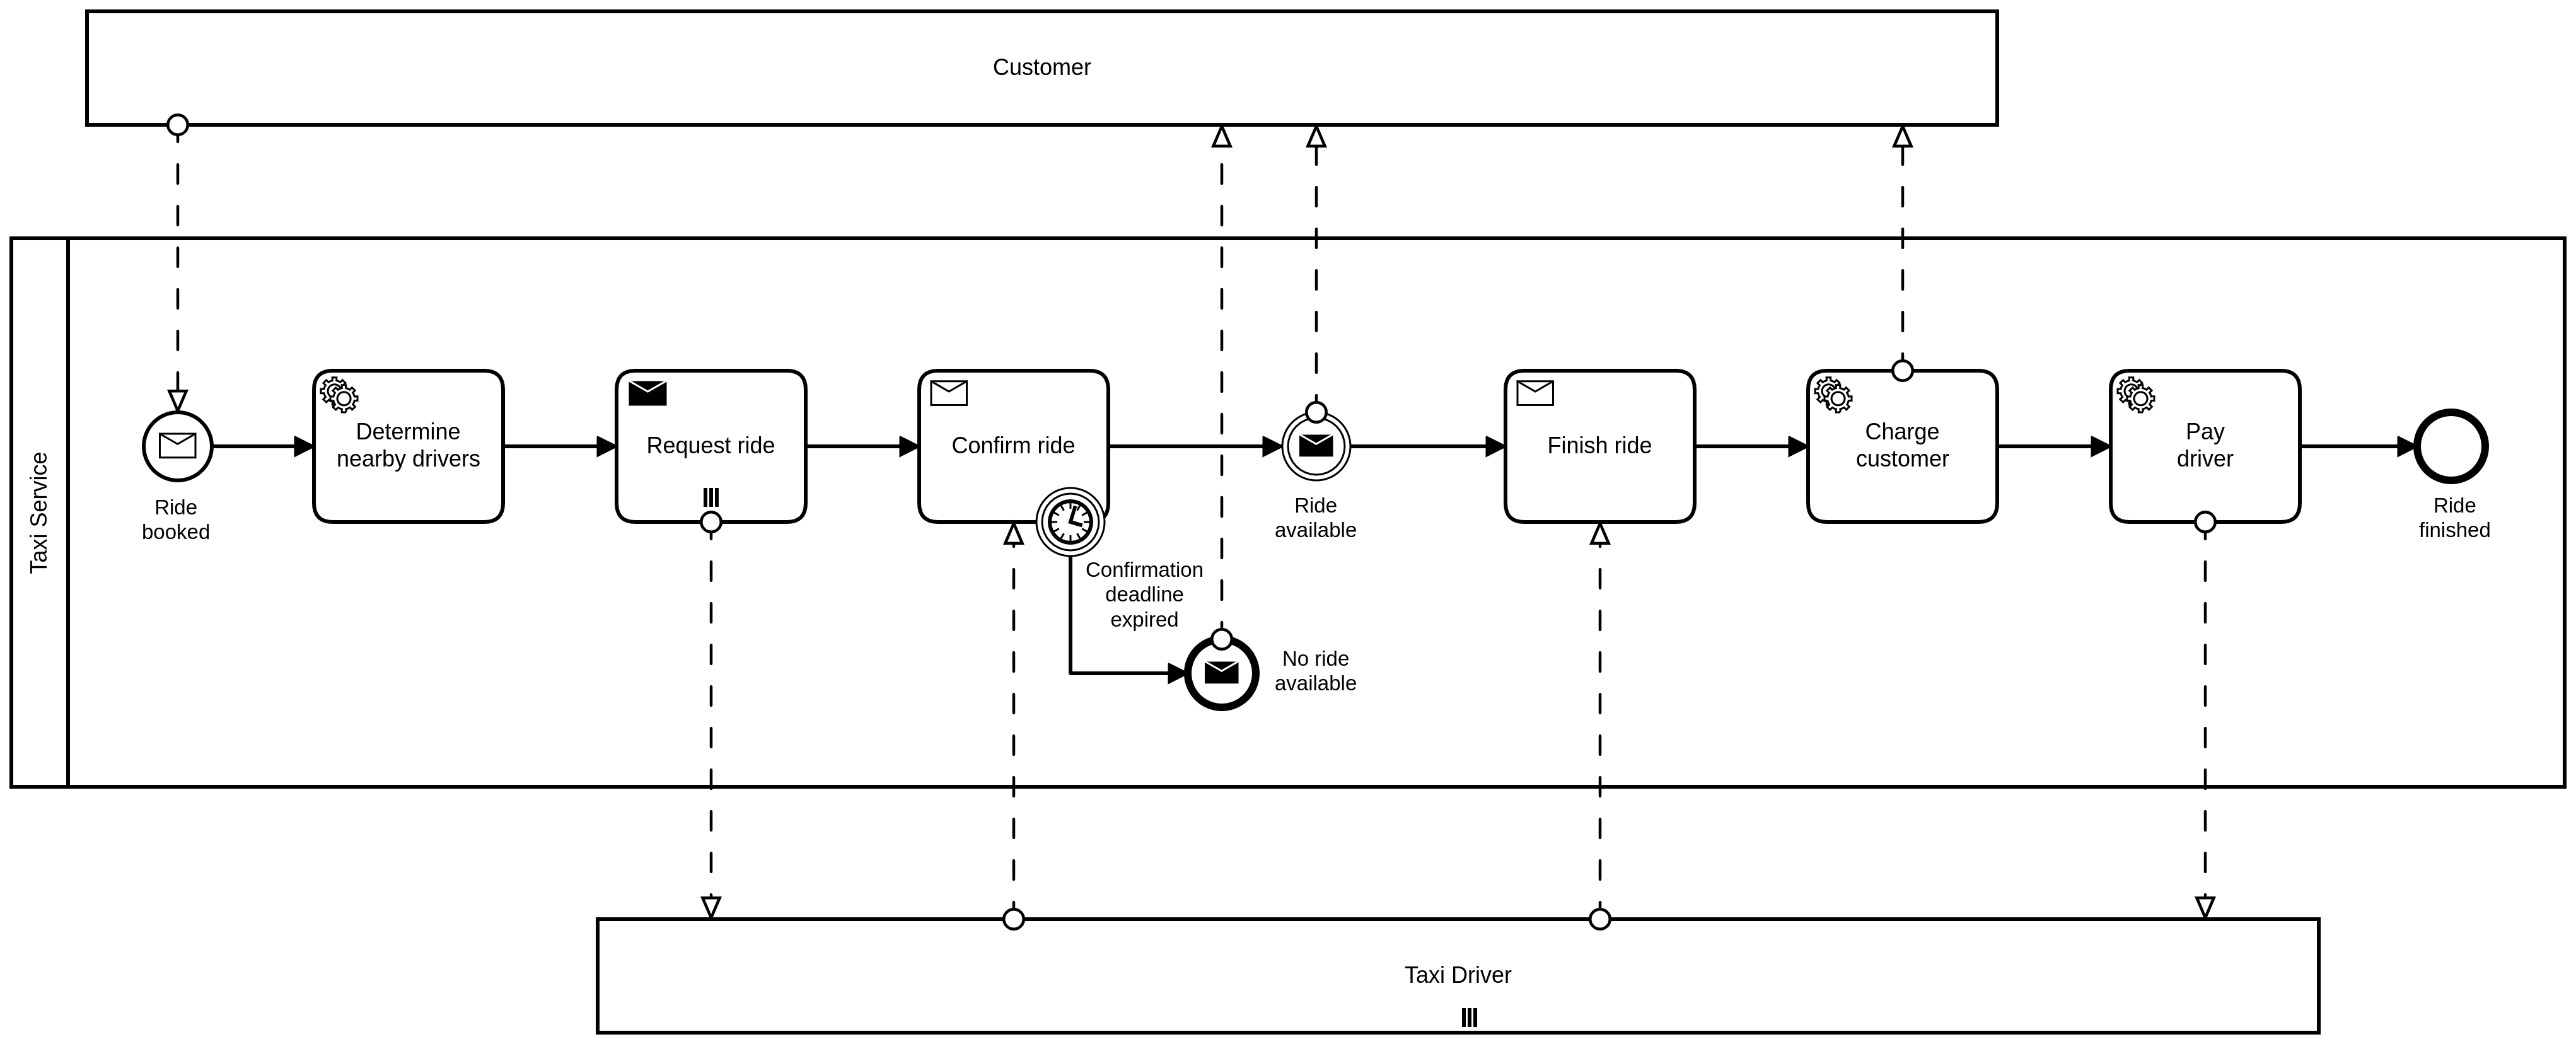 Customer
Taxi Service
Ride
booked
Determine
nearby drivers
Request ride
Confirm ride
Confirmation
deadline
expired
No ride
available
Ride
available
Finish ride
Charge
customer
Pay
driver
Ride
finished
Taxi Driver